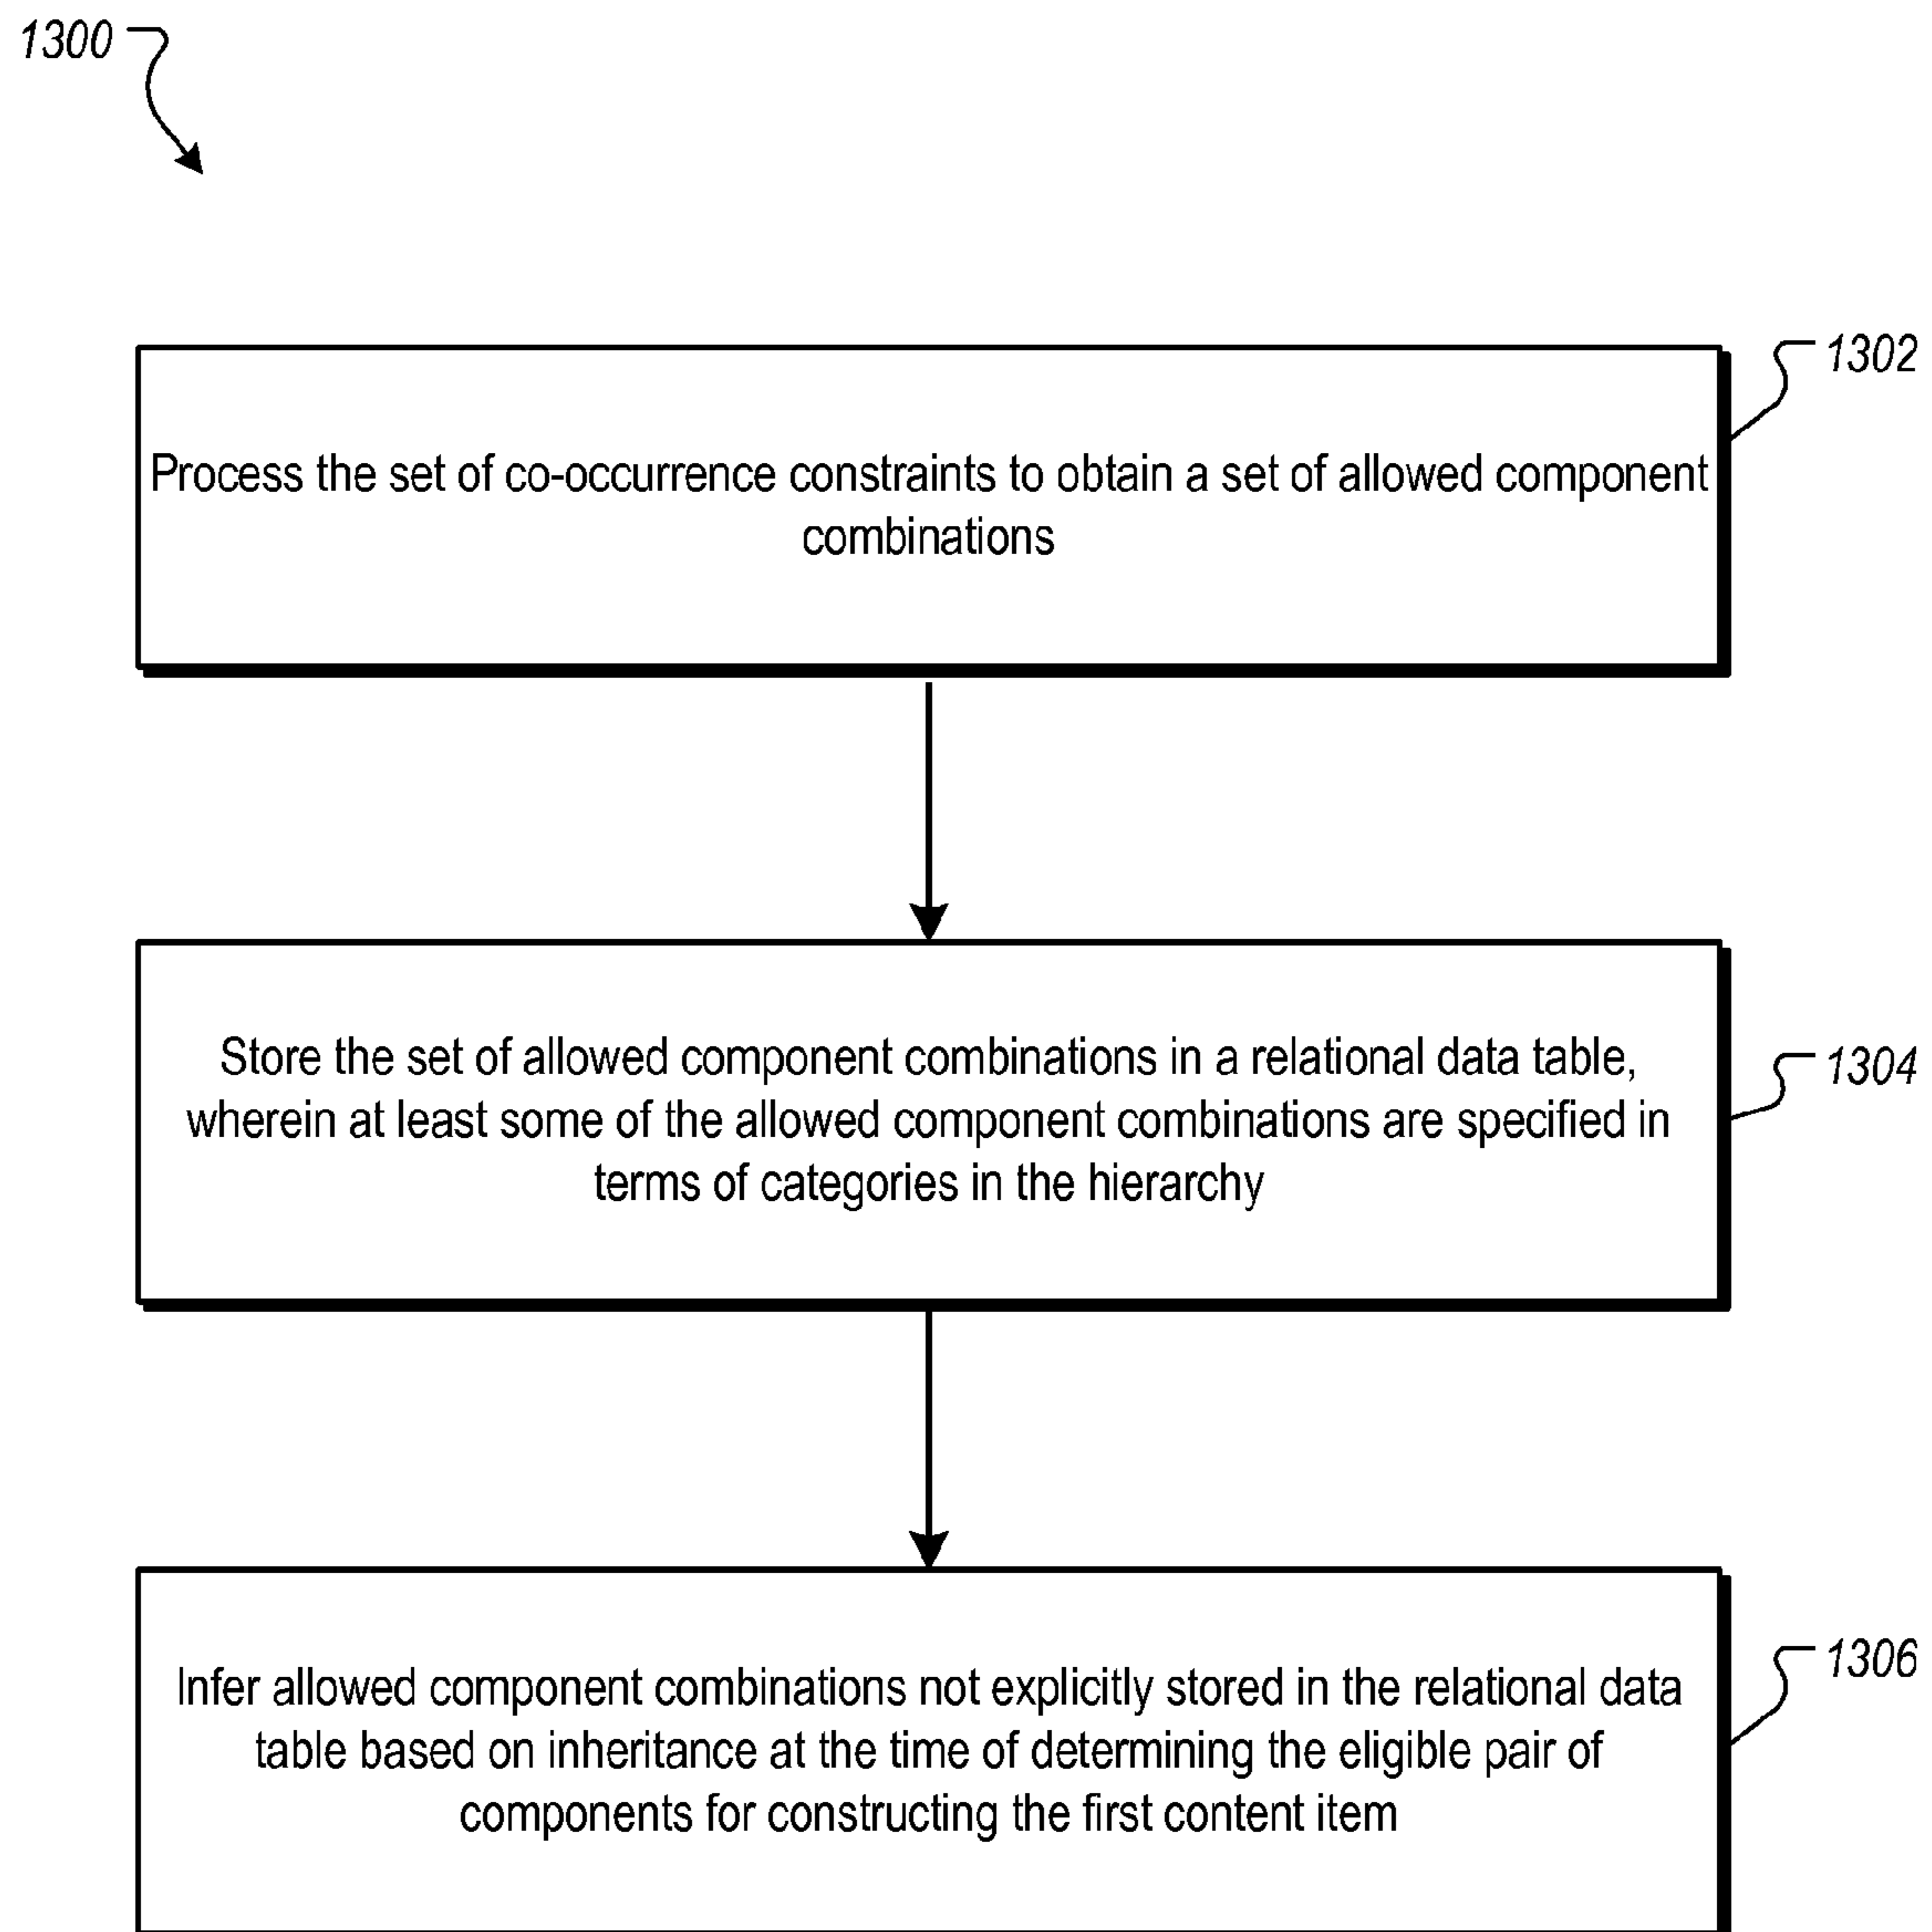 1300
1302
Process the set of co-occurrence constraints to obtain a set of allowed component
combinations
Store the set of allowed component combinations in a relational data table,
wherein at least some of the allowed component combinations are specified in
terms of categories in the hierarchy
1304
Infer allowed component combinations not explicitly stored in the relational data
table based on inheritance at the time of determining the eligible pair of
components for constructing the first content item
1306